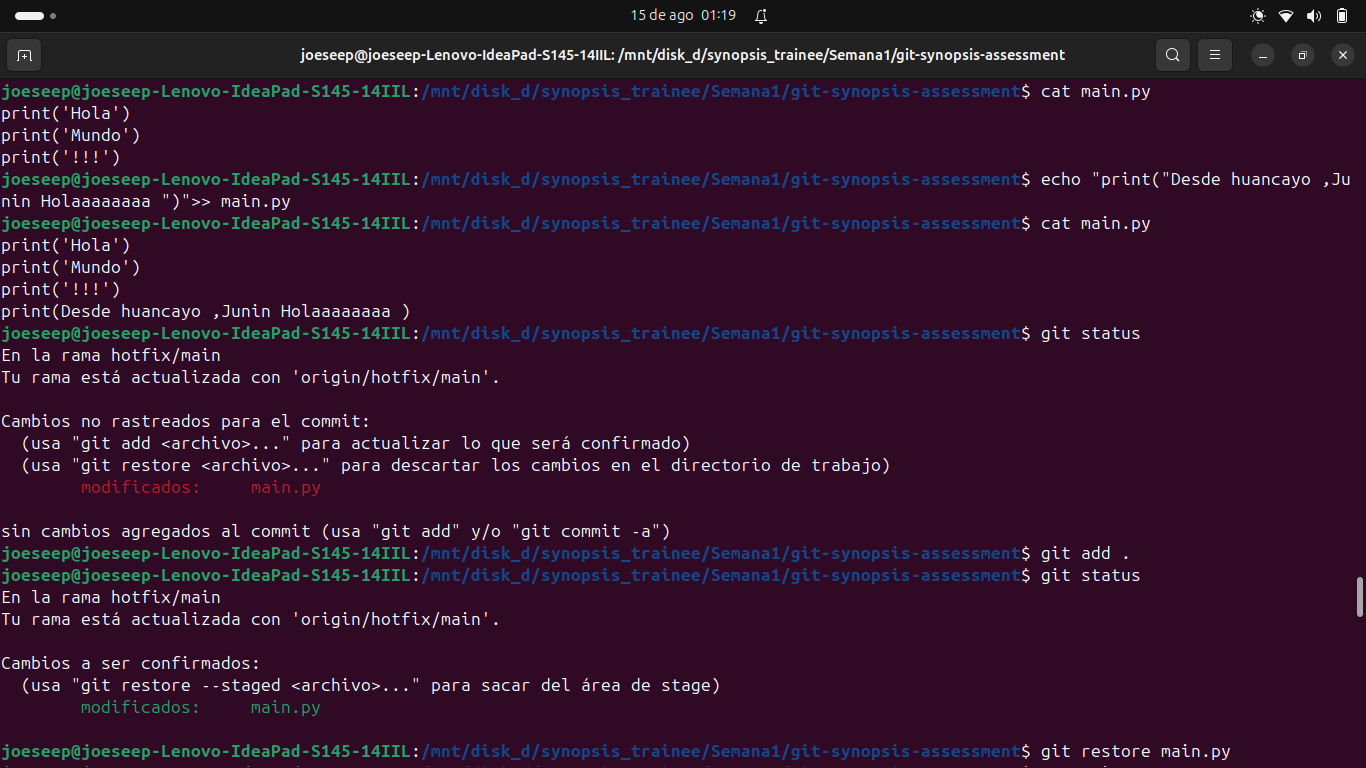 15 de ago 01:19
joeseep@joeseep-Lenovo-IdeaPad-S145-14IIL: /mnt/disk_d/synopsis_trainee/Semana1/git-synopsis-assessment
joeseep@joeseep-Lenovo-IdeaPad-S145-14IIL:/mnt/disk_d/synopsis_trainee/Semana1/git-synopsis-assessment$ cat main.py
print('Hola')
print('Mundo')
print('!!!')
joeseep@joeseep-Lenovo-IdeaPad-S145-14IIL:/mnt/disk_d/synopsis_trainee/Semana1/git-synopsis-assessment$ echo "print("Desde huancayo ,Ju
nin Holaaaaaaaa ")">> main.py
joeseep@joeseep-Lenovo-IdeaPad-S145-14IIL:/mnt/disk_d/synopsis_trainee/Semana1/git-synopsis-assessment$ cat main.py
print('Hola')
print('Mundo')
print('!!!')
print(Desde huancayo ,Junin Holaaaaaaaa )
joeseep@joeseep-Lenovo-IdeaPad-S145-14IIL:/mnt/disk_d/synopsis_trainee/Semana1/git-synopsis-assessment$ git status
En la rama hotfix/main
Tu rama está actualizada con 'origin/hotfix/main'.
Cambios no rastreados para el commit:
  (usa "git add <archivo>..." para actualizar lo que será confirmado)
  (usa "git restore <archivo>..." para descartar los cambios en el directorio de trabajo)
        modificados:     main.py
sin cambios agregados al commit (usa "git add" y/o "git commit -a")
joeseep@joeseep-Lenovo-IdeaPad-S145-14IIL:/mnt/disk_d/synopsis_trainee/Semana1/git-synopsis-assessment$ git add .
joeseep@joeseep-Lenovo-IdeaPad-S145-14IIL:/mnt/disk_d/synopsis_trainee/Semana1/git-synopsis-assessment$ git status
En la rama hotfix/main
Tu rama está actualizada con 'origin/hotfix/main'.
Cambios a ser confirmados:
  (usa "git restore --staged <archivo>..." para sacar del área de stage)
        modificados:     main.py
joeseep@joeseep-Lenovo-IdeaPad-S145-14IIL:/mnt/disk_d/synopsis_trainee/Semana1/git-synopsis-assessment$ git restore main.py